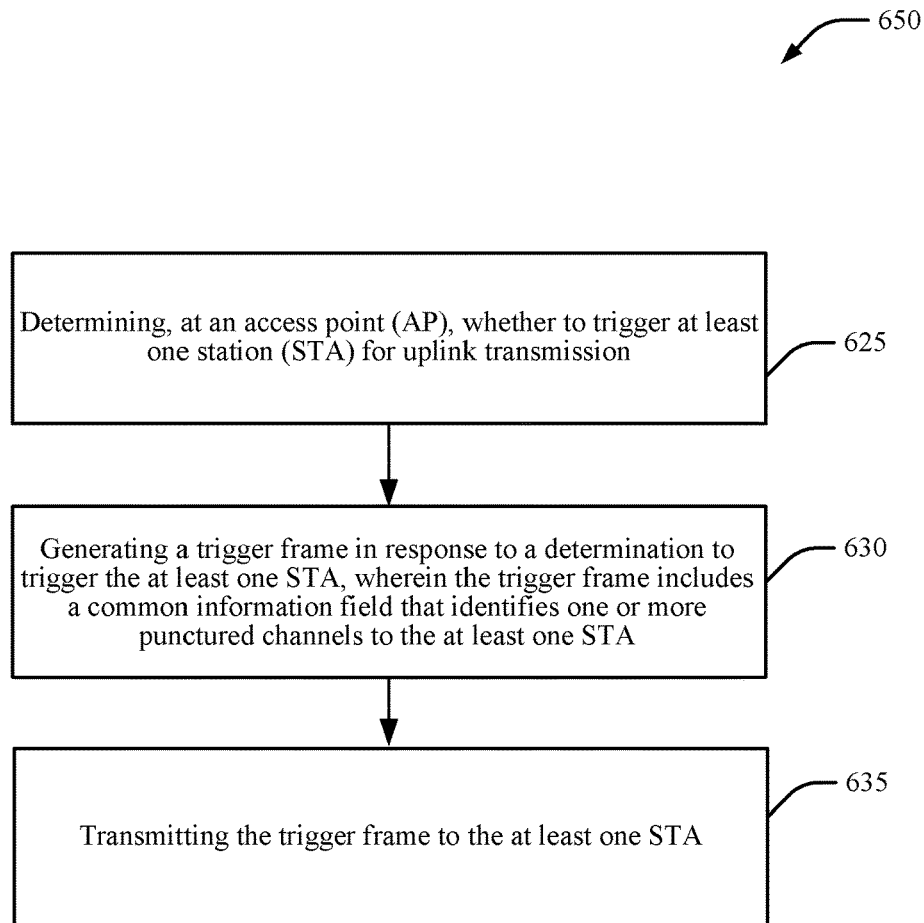 650
Determining, at an access point (AP), whether to trigger at least
one station (STA) for uplink transmission
625
Generating a trigger frame in response to a determination to
trigger the at least one STA, wherein the trigger frame includes
a common information field that identifies one or more
punctured channels to the at least one STA
630
Transmitting the trigger frame to the at least one STA
635